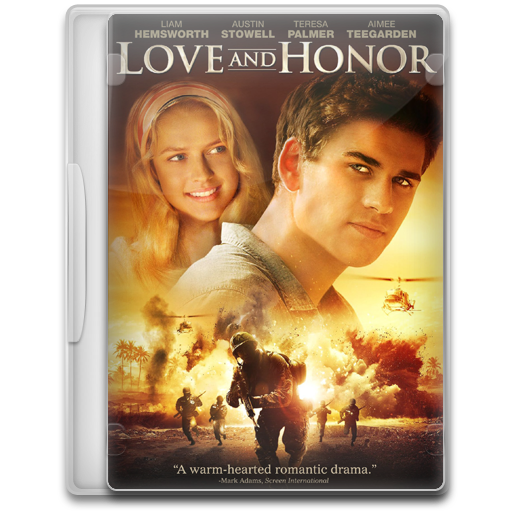 LIAM AUSTIN TERESA AIMEE
HEMSWORTH STOWELL PALMER TEEGARDEN
LOVE AND HONOR
"A warm-hearted romantic drama."
-Mark Adams, Screen International